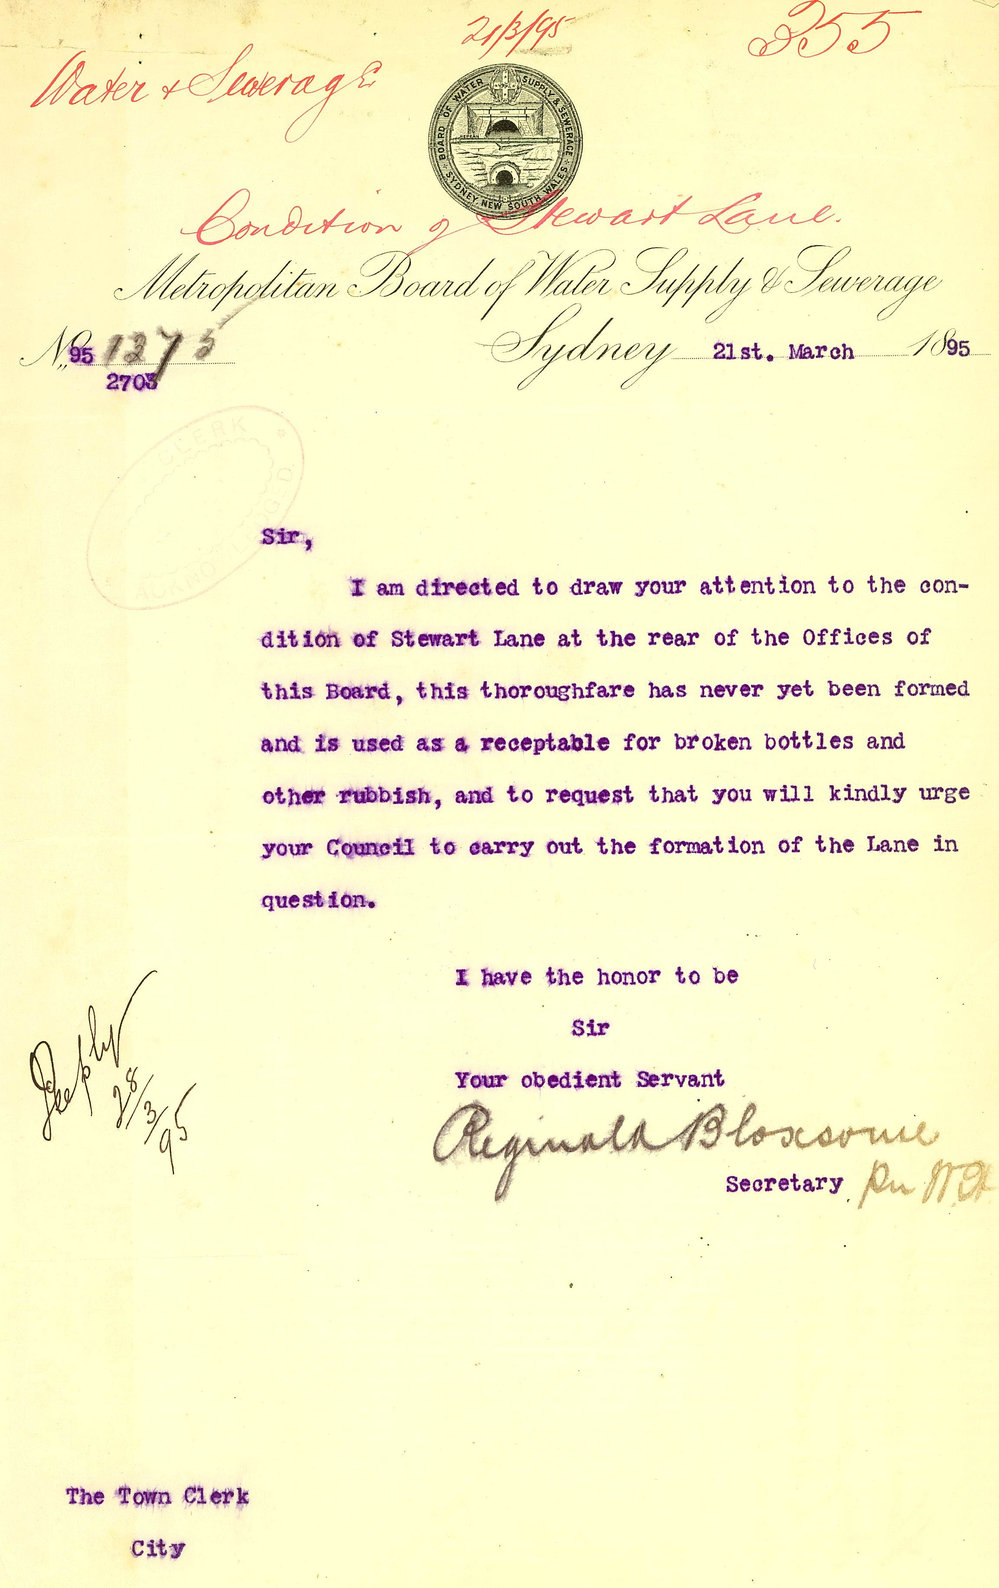 21/3/95
355
Water & Sewerage
BOARD OF WATER SUPPLY & SEWERAGE
SYDNEY, NEW SOUTH WALES
Condition of Stewart Lane.
Metropolitan Board of Water Supply & Sewerage
No. 95 1375
2703
Sydney 21st. March 1895
CLERK
Sir,
I am directed to draw your attention to the con-
dition of Stewart Lane at the rear of the Offices of
this Board, this thoroughfare has never yet been formed
and is used as a receptable for broken bottles and
other rubbish, and to request that you will kindly urge
your Council to carry out the formation of the Lane in
question.
I have the honor to be
Sir
Your obedient Servant
Reginald Bloxsome
Secretary
Reply
28/3/95
The Town Clerk
City